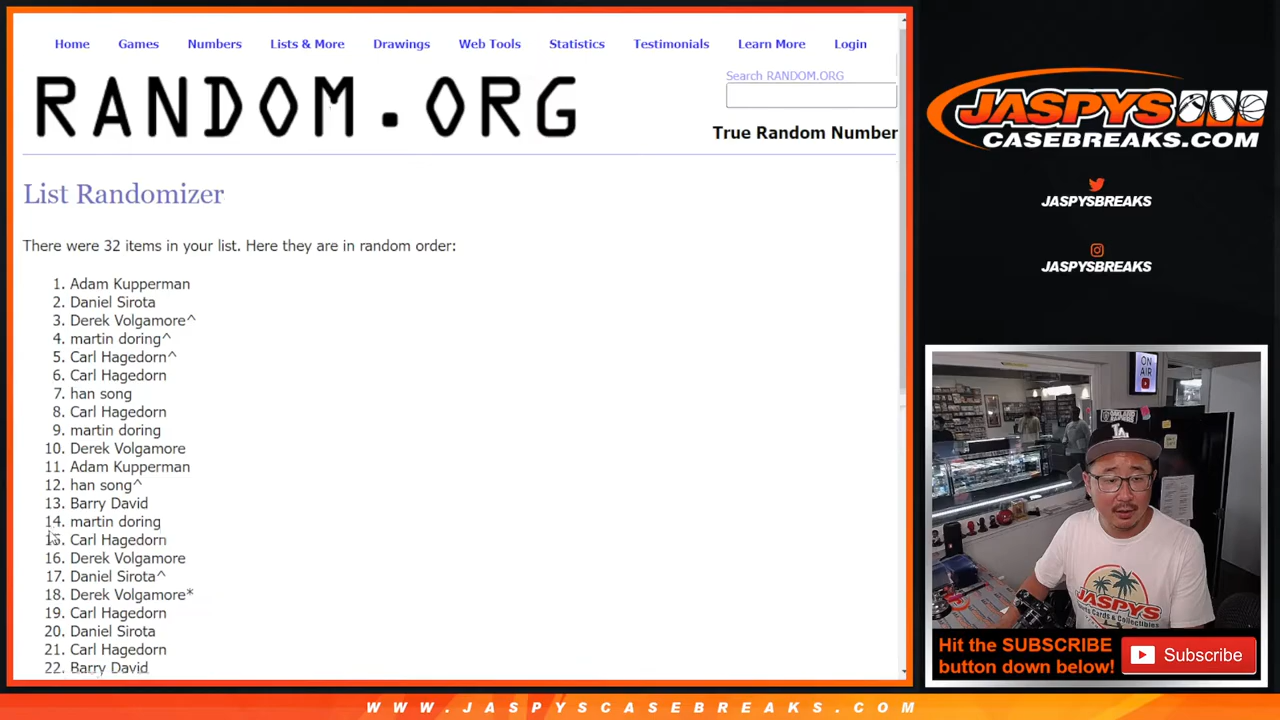 Home Games Numbers Lists & More Drawings Web Tools Statistics Testimonials Learn More Login
RANDOM.ORG
Search RANDOM.ORG
True Random Number
List Randomizer
There were 32 items in your list. Here they are in random order:
1. Adam Kupperman
2. Daniel Sirota
3. Derek Volgamore^
4. martin doring^
5. Carl Hagedorn^
6. Carl Hagedorn
7. han song
8. Carl Hagedorn
9. martin doring
10. Derek Volgamore
11. Adam Kupperman
12. han song^
13. Barry David
14. martin doring
15. Carl Hagedorn
16. Derek Volgamore
17. Daniel Sirota^
18. Derek Volgamore*
19. Carl Hagedorn
20. Daniel Sirota
21. Carl Hagedorn
22. Barry David
JASPYS
CASEBREAKS.COM
JASPYSBREAKS
JASPYSBREAKS
ON
AIR
LA
JASPYS
Hit the SUBSCRIBE
button down below!
Subscribe
WWW.JASPYSCASEBREAKS.COM